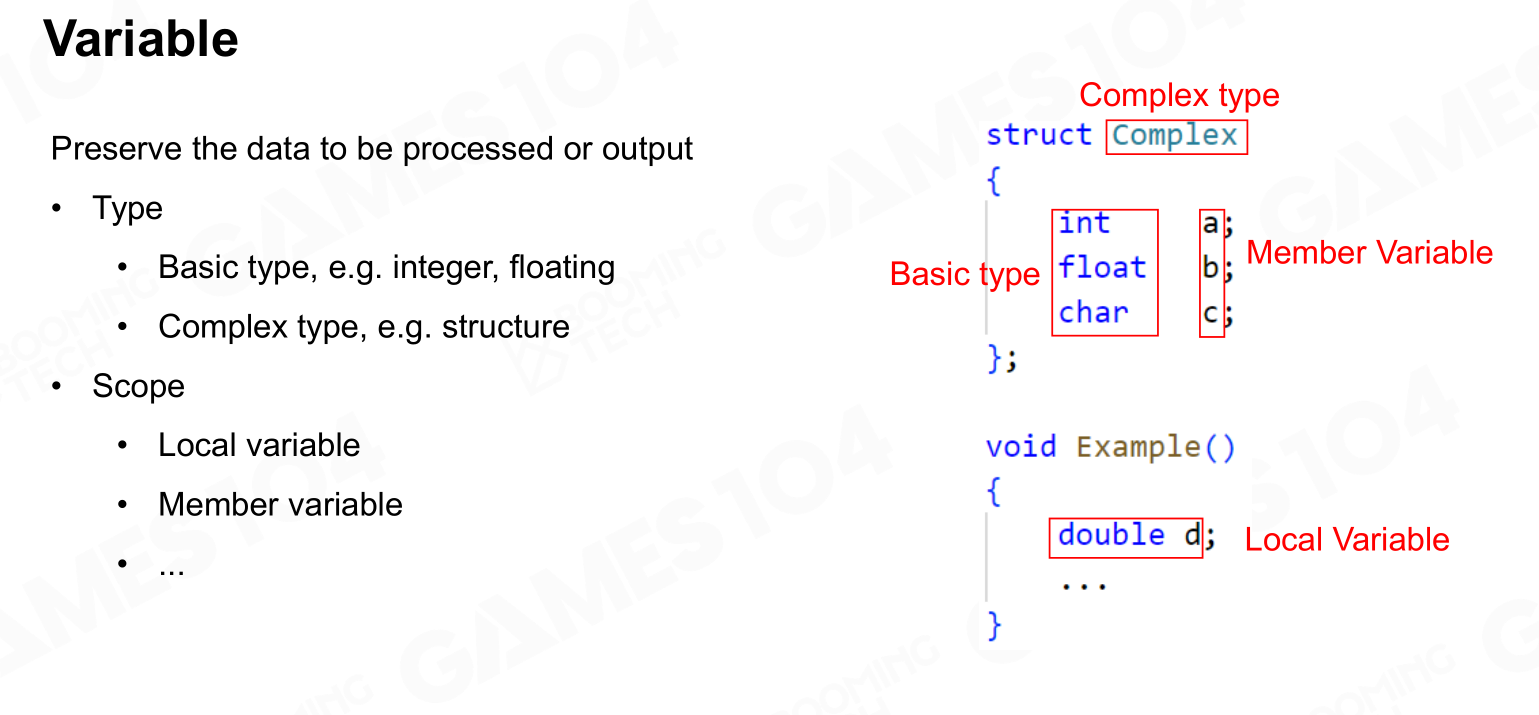 Variable
Preserve the data to be processed or output
• Type
• Basic type, e.g. integer, floating
• Complex type, e.g. structure
• Scope
• Local variable
• Member variable
• ...
Complex type
struct Complex
{
int a;
float b;
char c;
};
Basic type
Member Variable
void Example()
{
double d;
...
}
Local Variable
GAMES104
BOOMING TECH